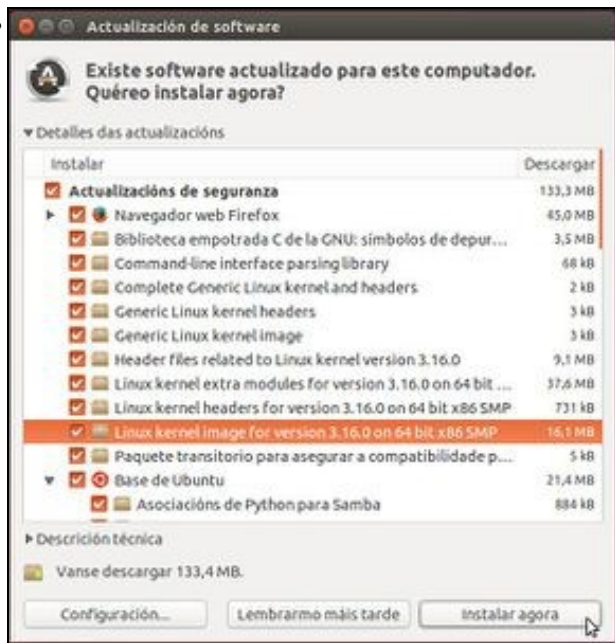 Actualización de software
Existe software actualizado para este computador.
Quéreo instalar agora?
Detalles das actualizacións
Instalar Descargar
Actualizacións de seguranza 133,3 MB
Navegador web Firefox 45,0 MB
Biblioteca empotrada C de la GNU: símbolos de depur... 3,5 MB
Command-line interface parsing library 68 kB
Complete Generic Linux kernel and headers 2 kB
Generic Linux kernel headers 3 kB
Generic Linux kernel image 3 kB
Header files related to Linux kernel version 3.16.0 9,1 MB
Linux kernel extra modules for version 3.16.0 on 64 bit ... 37,6 MB
Linux kernel headers for version 3.16.0 on 64 bit x86 SMP 731 kB
Linux kernel image for version 3.16.0 on 64 bit x86 SMP 16,1 MB
Paquete transitorio para asegurar a compatibilidade p... 5 kB
Base de Ubuntu 21,4 MB
Asociacións de Python para Samba 884 kB
Descrición técnica
Vanse descargar 133,4 MB.
Configuración... Lembrarmo máis tarde Instalar agora